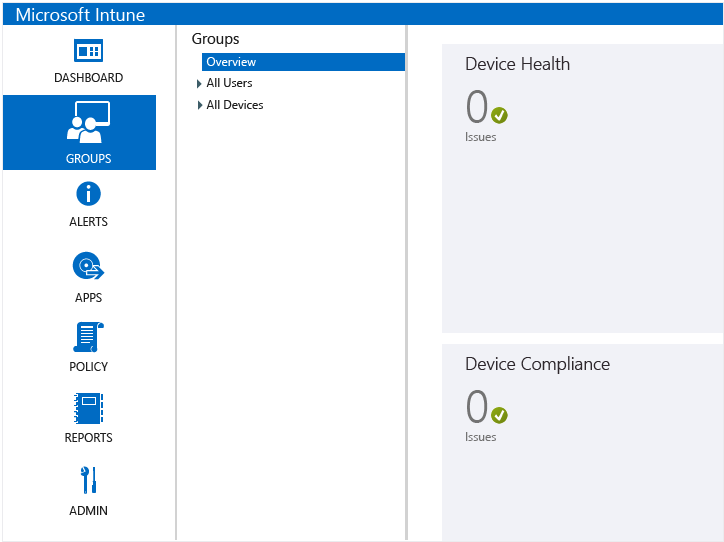 Microsoft Intune
DASHBOARD
GROUPS
ALERTS
APPS
POLICY
REPORTS
ADMIN
Groups
Overview
All Users
All Devices
Device Health
0
Issues
Device Compliance
0
Issues